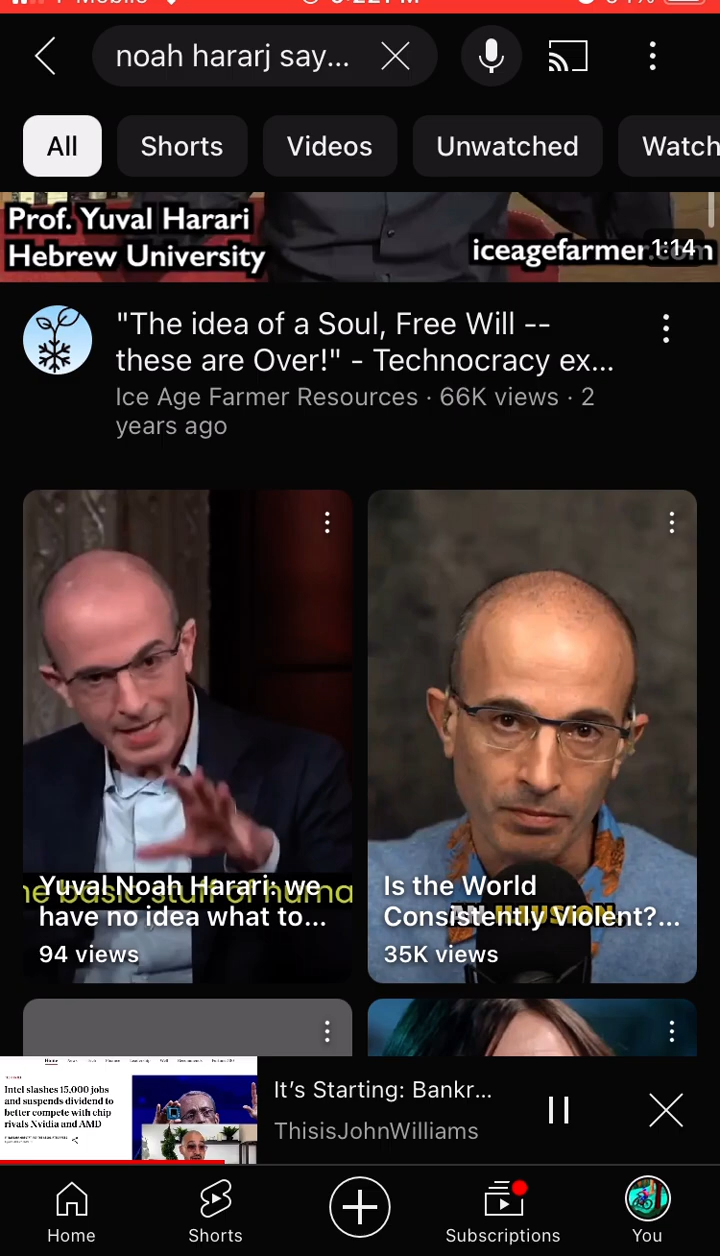 noah hararj say...
All
Shorts
Videos
Unwatched
Watch
Prof. Yuval Harari
Hebrew University
iceagefarmer.com
1:14
"The idea of a Soul, Free Will --
these are Over!" - Technocracy ex...
Ice Age Farmer Resources · 66K views · 2
years ago
Yuval Noah Harari: we
have no idea what to...
94 views
Is the World
Consistently Violent?...
35K views
Intel slashes 15,000 jobs
and suspends dividend to
better compete with chip
rivals Nvidia and AMD
It's Starting: Bankr...
ThisisJohnWilliams
Home
Shorts
Subscriptions
You